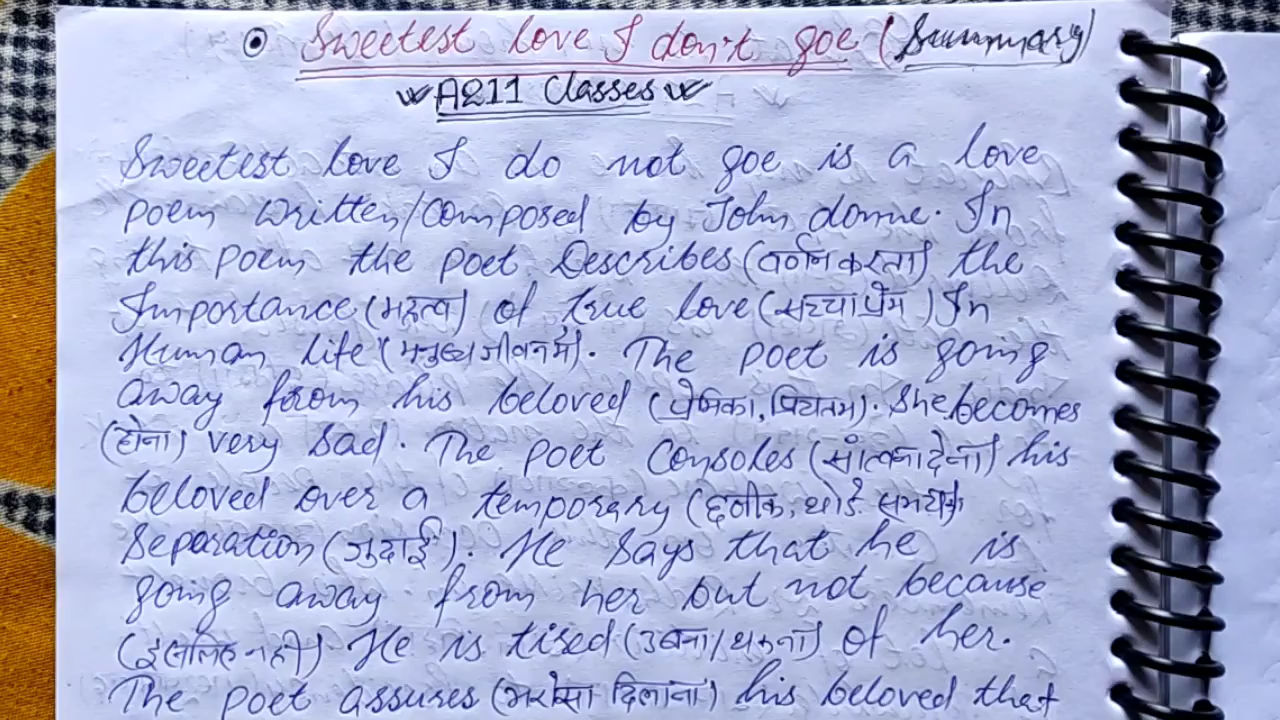 Sweetest love I don't goe (Summary)
A211 Classes
Sweetest love I do not goe is a love
poem written/composed by John donne. In
this poem the poet Describes (वर्णन करता) the
Importance (महत्व) of true love (सच्चा प्रेम) In
Human life (मनुष्य जीवन में). The poet is going
away from his beloved (प्रेमिका, प्रियतम). She becomes
(होना) very sad. The poet Consoles (सांत्वना देना) his
beloved over a temporary (छनीक, थोडे समय के
Separation (जुदाई). He says that he is
going away from her but not because
(इसलिए नही) He is tired (उबना/थकना) of her.
The poet assures (भरोसा दिलाना) his beloved that